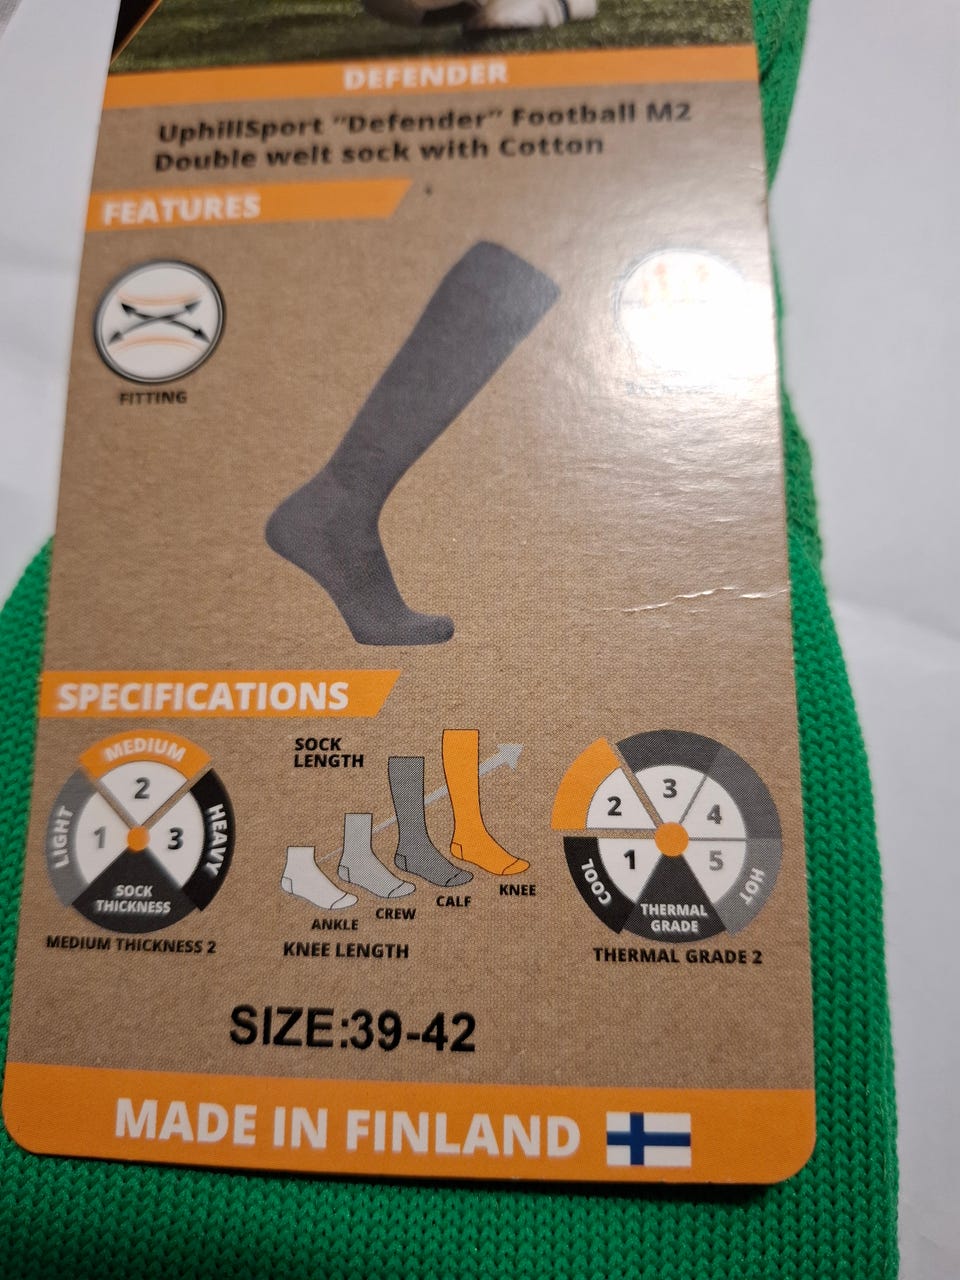 DEFENDER
UphillSport "Defender" Football M2
Double welt sock with Cotton
FEATURES
FITTING
SPECIFICATIONS
MEDIUM
LIGHT
HEAVY
1
2
3
SOCK
THICKNESS
MEDIUM THICKNESS 2
SOCK
LENGTH
ANKLE
CREW
CALF
KNEE
KNEE LENGTH
1
2
3
4
5
COOL
HOT
THERMAL
GRADE
THERMAL GRADE 2
SIZE:39-42
MADE IN FINLAND